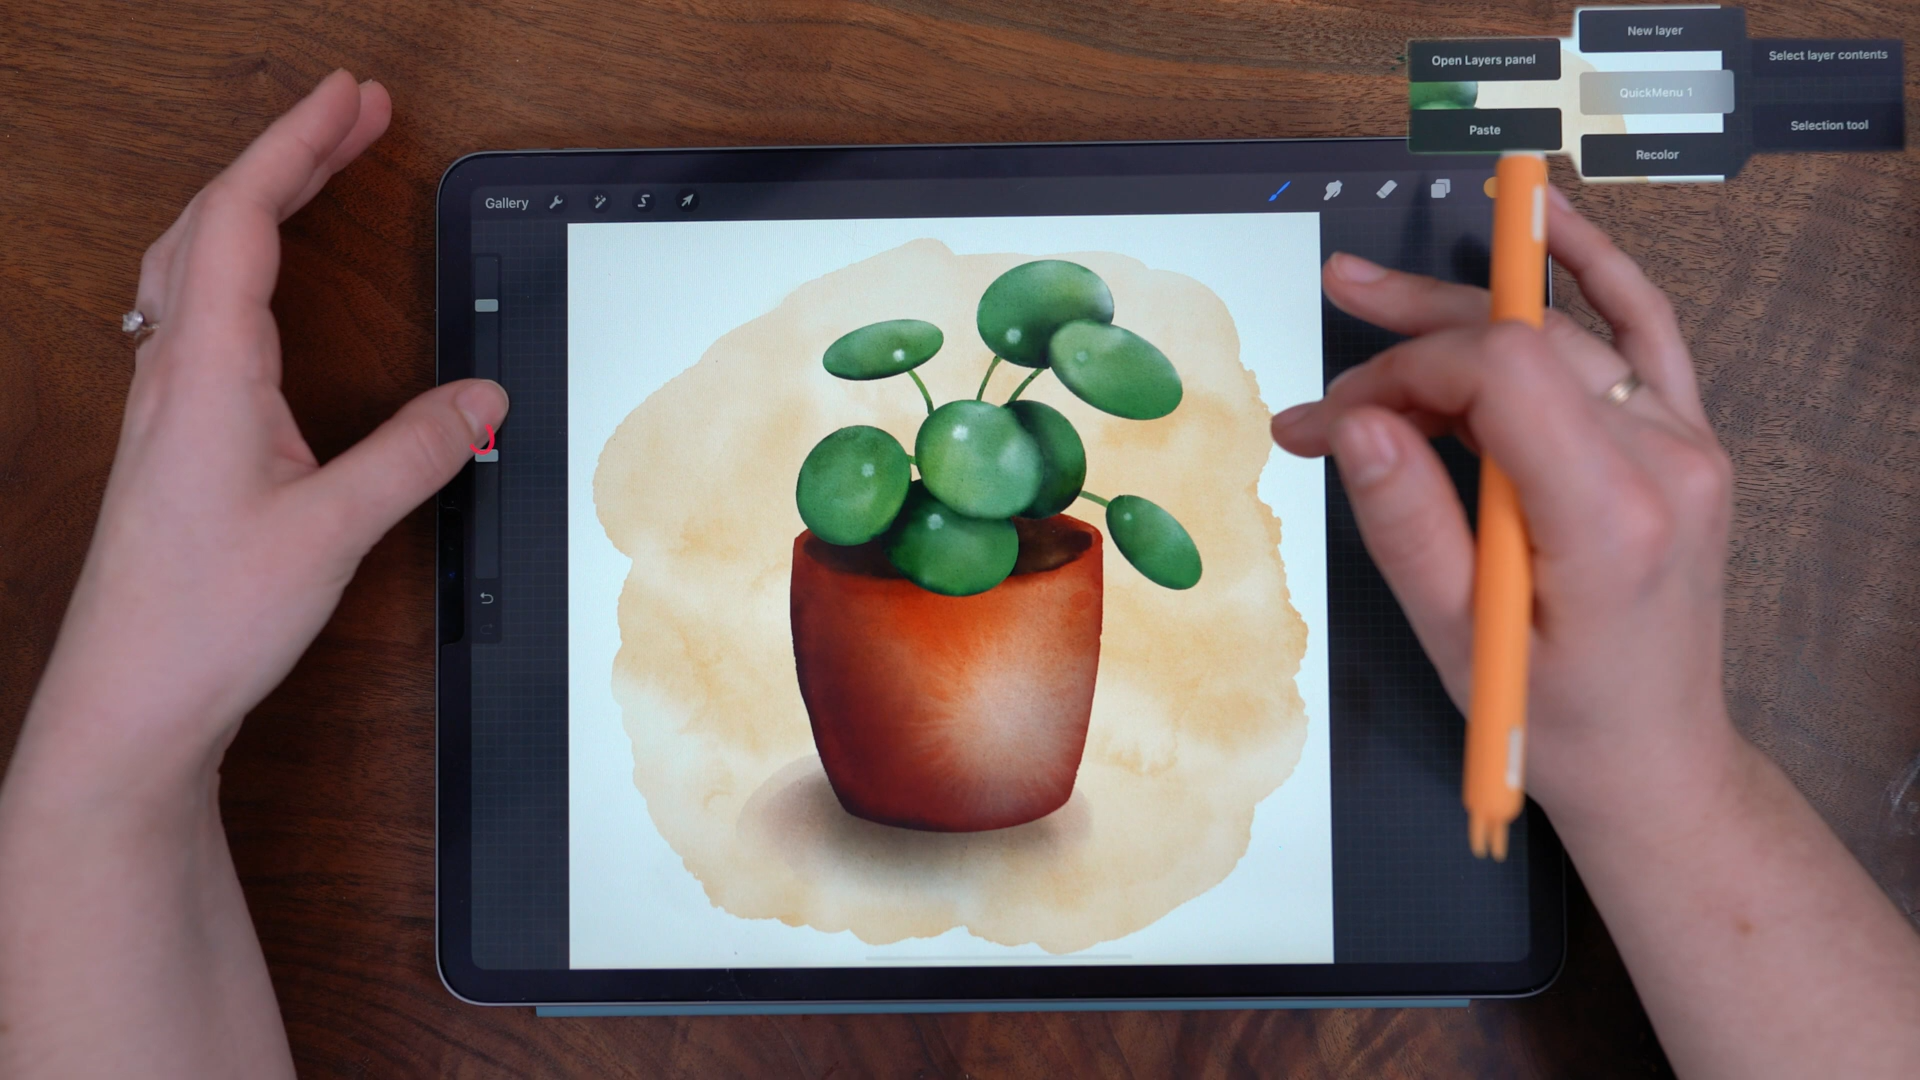 New layer
Open Layers panel
Select layer contents
QuickMenu 1
Paste
Selection tool
Recolor
Gallery